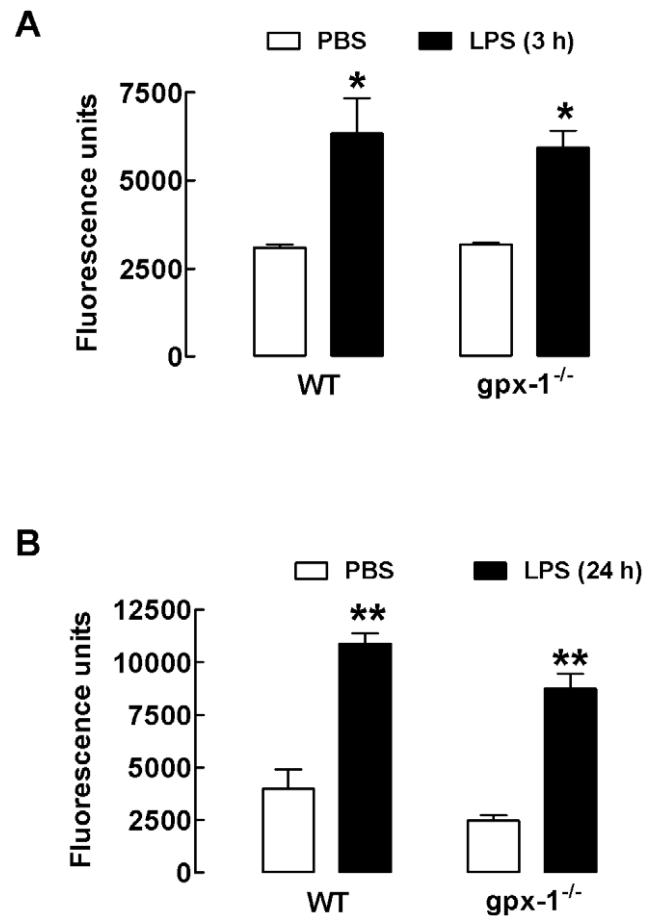 A
PBS LPS (3 h)
Fluorescence units
7500
5000
2500
0
* *
WT gpx-1-/-
B
PBS LPS (24 h)
Fluorescence units
12500
10000
7500
5000
2500
0
** **
WT gpx-1-/-